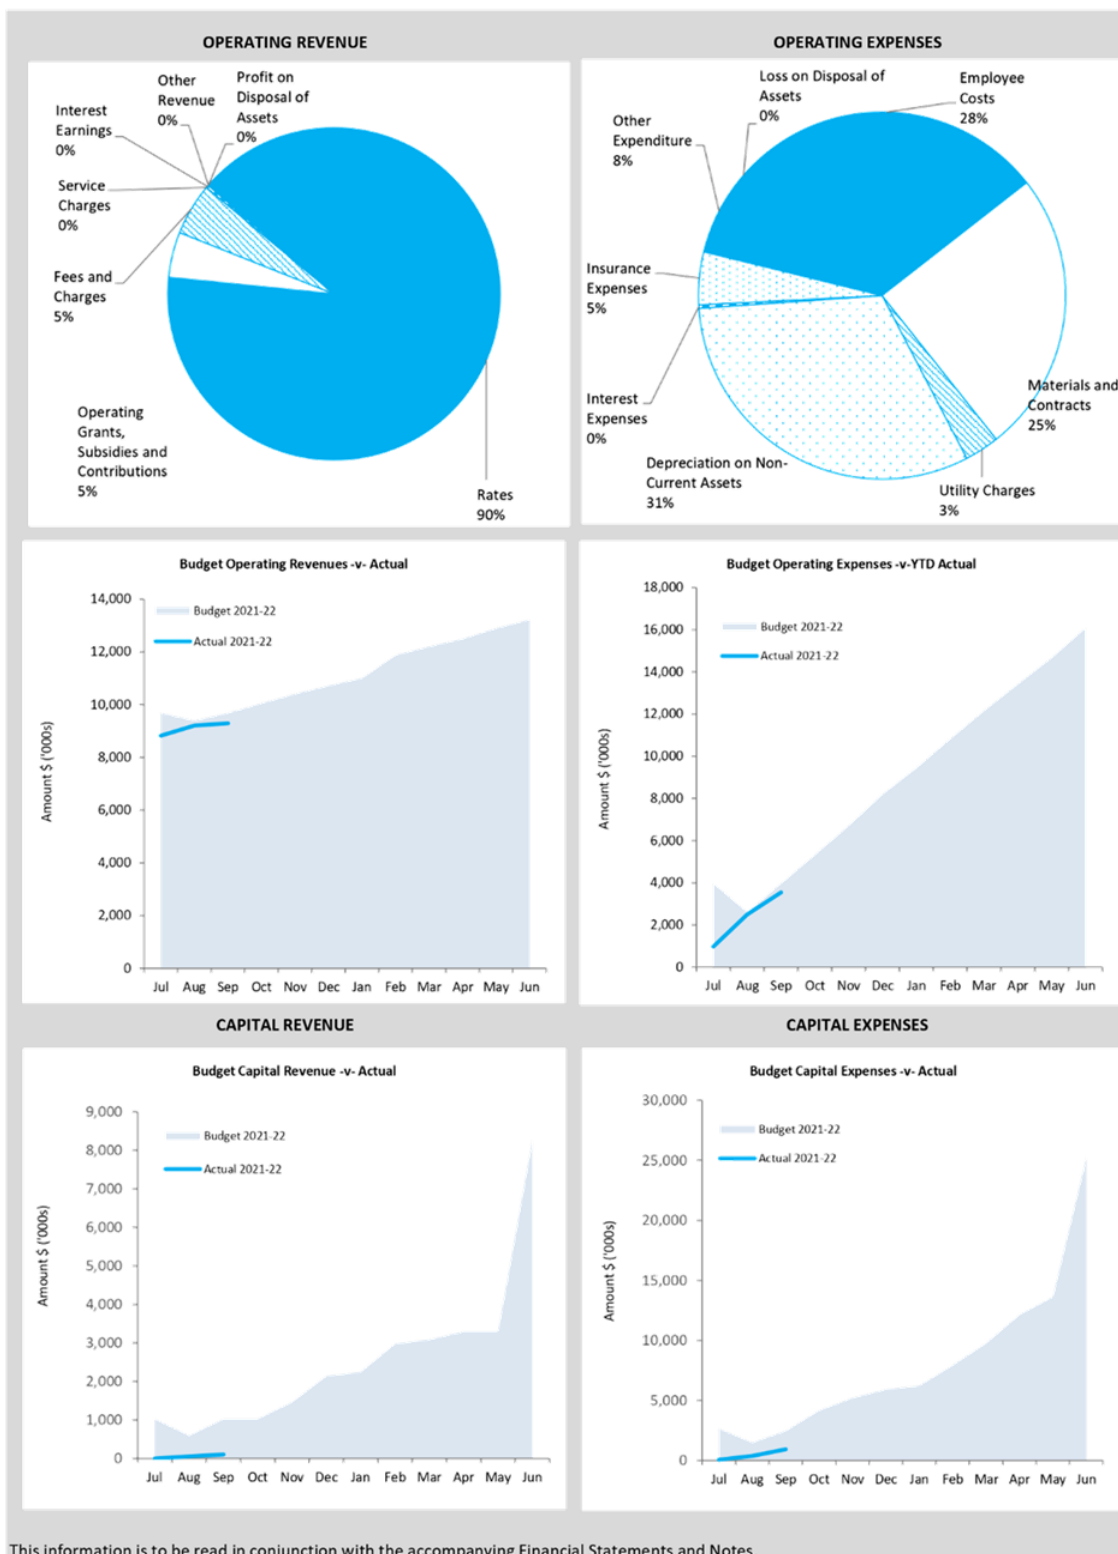 OPERATING REVENUE
Other
Revenue
0%
Profit on
Disposal of
Assets
0%
Interest
Earnings
0%
Service
Charges
0%
Fees and
Charges
5%
Operating
Grants,
Subsidies and
Contributions
5%
Rates
90%
OPERATING EXPENSES
Loss on Disposal of
Assets
0%
Employee
Costs
28%
Other
Expenditure
8%
Insurance
Expenses
5%
Interest
Expenses
0%
Depreciation on Non-
Current Assets
31%
Materials and
Contracts
25%
Utility Charges
3%
Budget Operating Revenues -v- Actual
Budget 2021-22
Actual 2021-22
Amount $ ('000s)
14,000
12,000
10,000
8,000
6,000
4,000
2,000
0
Jul Aug Sep Oct Nov Dec Jan Feb Mar Apr May Jun
Budget Operating Expenses -v-YTD Actual
Budget 2021-22
Actual 2021-22
Amount $ ('000s)
18,000
16,000
14,000
12,000
10,000
8,000
6,000
4,000
2,000
0
Jul Aug Sep Oct Nov Dec Jan Feb Mar Apr May Jun
CAPITAL REVENUE
Budget Capital Revenue -v- Actual
Budget 2021-22
Actual 2021-22
Amount $ ('000s)
9,000
8,000
7,000
6,000
5,000
4,000
3,000
2,000
1,000
0
Jul Aug Sep Oct Nov Dec Jan Feb Mar Apr May Jun
CAPITAL EXPENSES
Budget Capital Expenses -v- Actual
Budget 2021-22
Actual 2021-22
Amount $ ('000s)
30,000
25,000
20,000
15,000
10,000
5,000
0
Jul Aug Sep Oct Nov Dec Jan Feb Mar Apr May Jun
This information is to be read in conjunction with the accompanying Financial Statements and Notes